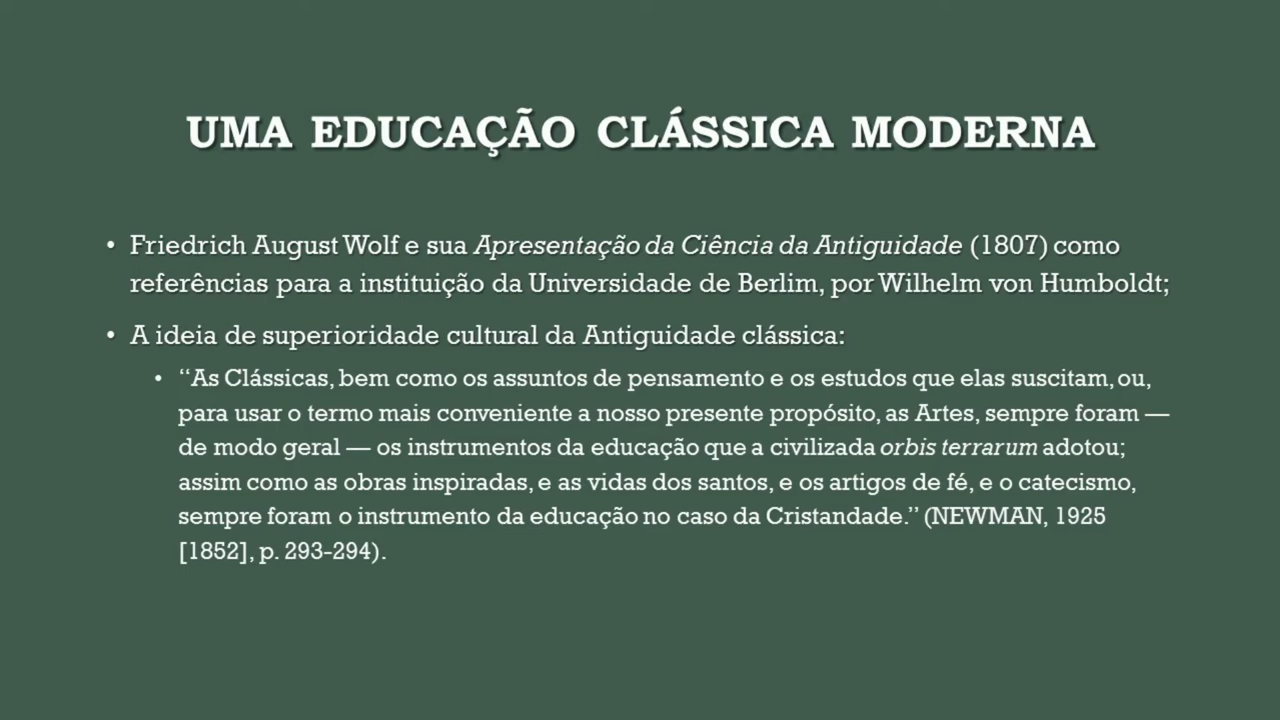 UMA EDUCAÇÃO CLÁSSICA MODERNA
• Friedrich August Wolf e sua Apresentação da Ciência da Antiguidade (1807) como
referências para a instituição da Universidade de Berlim, por Wilhelm von Humboldt;
• A ideia de superioridade cultural da Antiguidade clássica:
• “As Clássicas, bem como os assuntos de pensamento e os estudos que elas suscitam, ou,
para usar o termo mais conveniente a nosso presente propósito, as Artes, sempre foram —
de modo geral — os instrumentos da educação que a civilizada orbis terrarum adotou;
assim como as obras inspiradas, e as vidas dos santos, e os artigos de fé, e o catecismo,
sempre foram o instrumento da educação no caso da Cristandade.” (NEWMAN, 1925
[1852], p. 293-294).